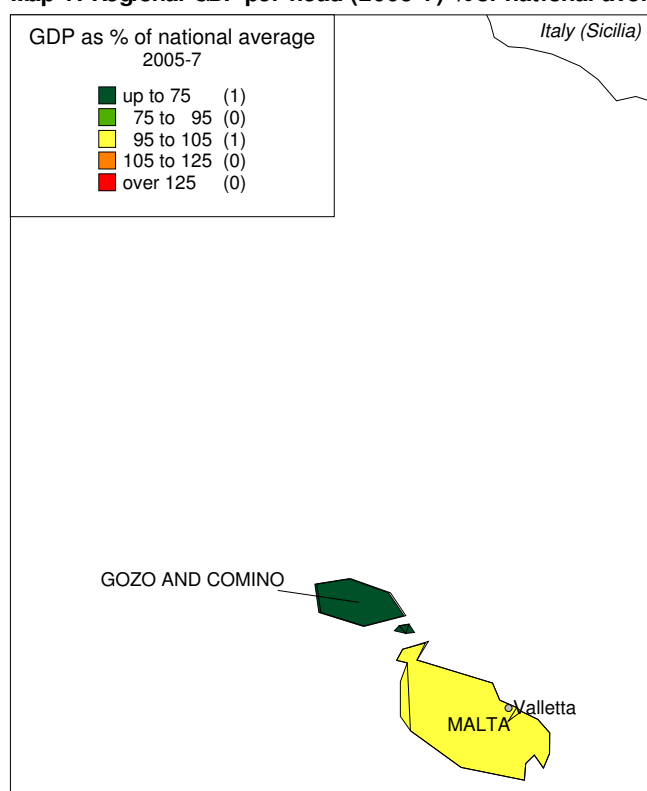 GDP as % of national average
2005-7
up to 75 (1)
75 to 95 (0)
95 to 105 (1)
105 to 125 (0)
over 125 (0)
Italy (Sicilia)
GOZO AND COMINO
Valletta
MALTA